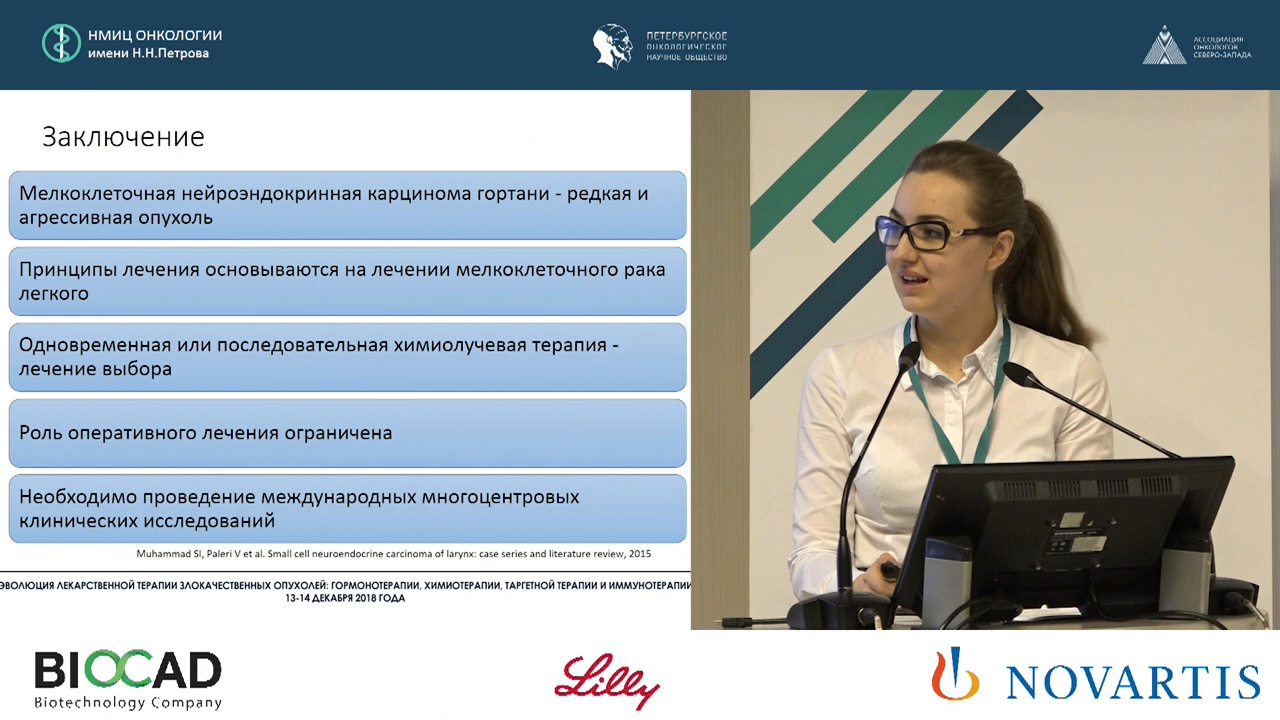 НМИЦ ОНКОЛОГИИ
имени Н.Н.Петрова
ПЕТЕРБУРГСКОЕ
ОНКОЛОГИЧЕСКОЕ
НАУЧНОЕ ОБЩЕСТВО
АССОЦИАЦИЯ
ОНКОЛОГОВ
СЕВЕРО-ЗАПАДА
Заключение
Мелкоклеточная нейроэндокринная карцинома гортани - редкая и
агрессивная опухоль
Принципы лечения основываются на лечении мелкоклеточного рака
легкого
Одновременная или последовательная химиолучевая терапия -
лечение выбора
Роль оперативного лечения ограничена
Необходимо проведение международных многоцентровых
клинических исследований
Muhammad SI, Paleri V et al. Small cell neuroendocrine carcinoma of larynx: case series and literature review, 2015
ЭВОЛЮЦИЯ ЛЕКАРСТВЕННОЙ ТЕРАПИИ ЗЛОКАЧЕСТВЕННЫХ ОПУХОЛЕЙ: ГОРМОНОТЕРАПИИ, ХИМИОТЕРАПИИ, ТАРГЕТНОЙ ТЕРАПИИ И ИММУНОТЕРАПИИ
13-14 ДЕКАБРЯ 2018 ГОДА
BIOCAD
Biotechnology Company
Lilly
NOVARTIS